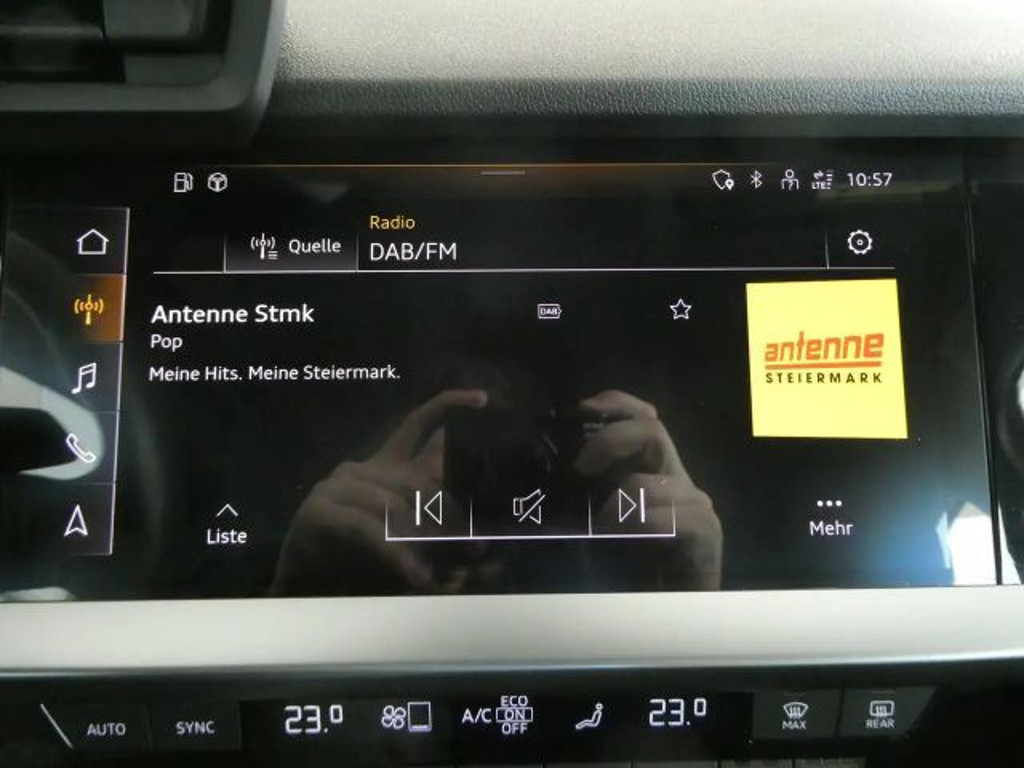 LTE 10:57
Radio
Quelle DAB/FM
Antenne Stmk DAB
Pop
Meine Hits. Meine Steiermark.
antenne
STEIERMARK
Liste
Mehr
AUTO SYNC 23.0 A/C ECO ON OFF 23.0 MAX REAR